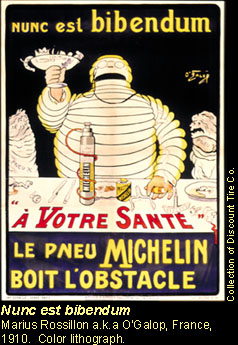 NUNC est bibendum
O'Galop
MICHELIN
"À VOTRE SANTÉ"
LE PNEU MICHELIN
BOIT L'OBSTACLE
Nunc est bibendum
Marius Rossillon a.k.a O'Galop, France,
1910. Color lithograph.
Collection of Discount Tire Co.